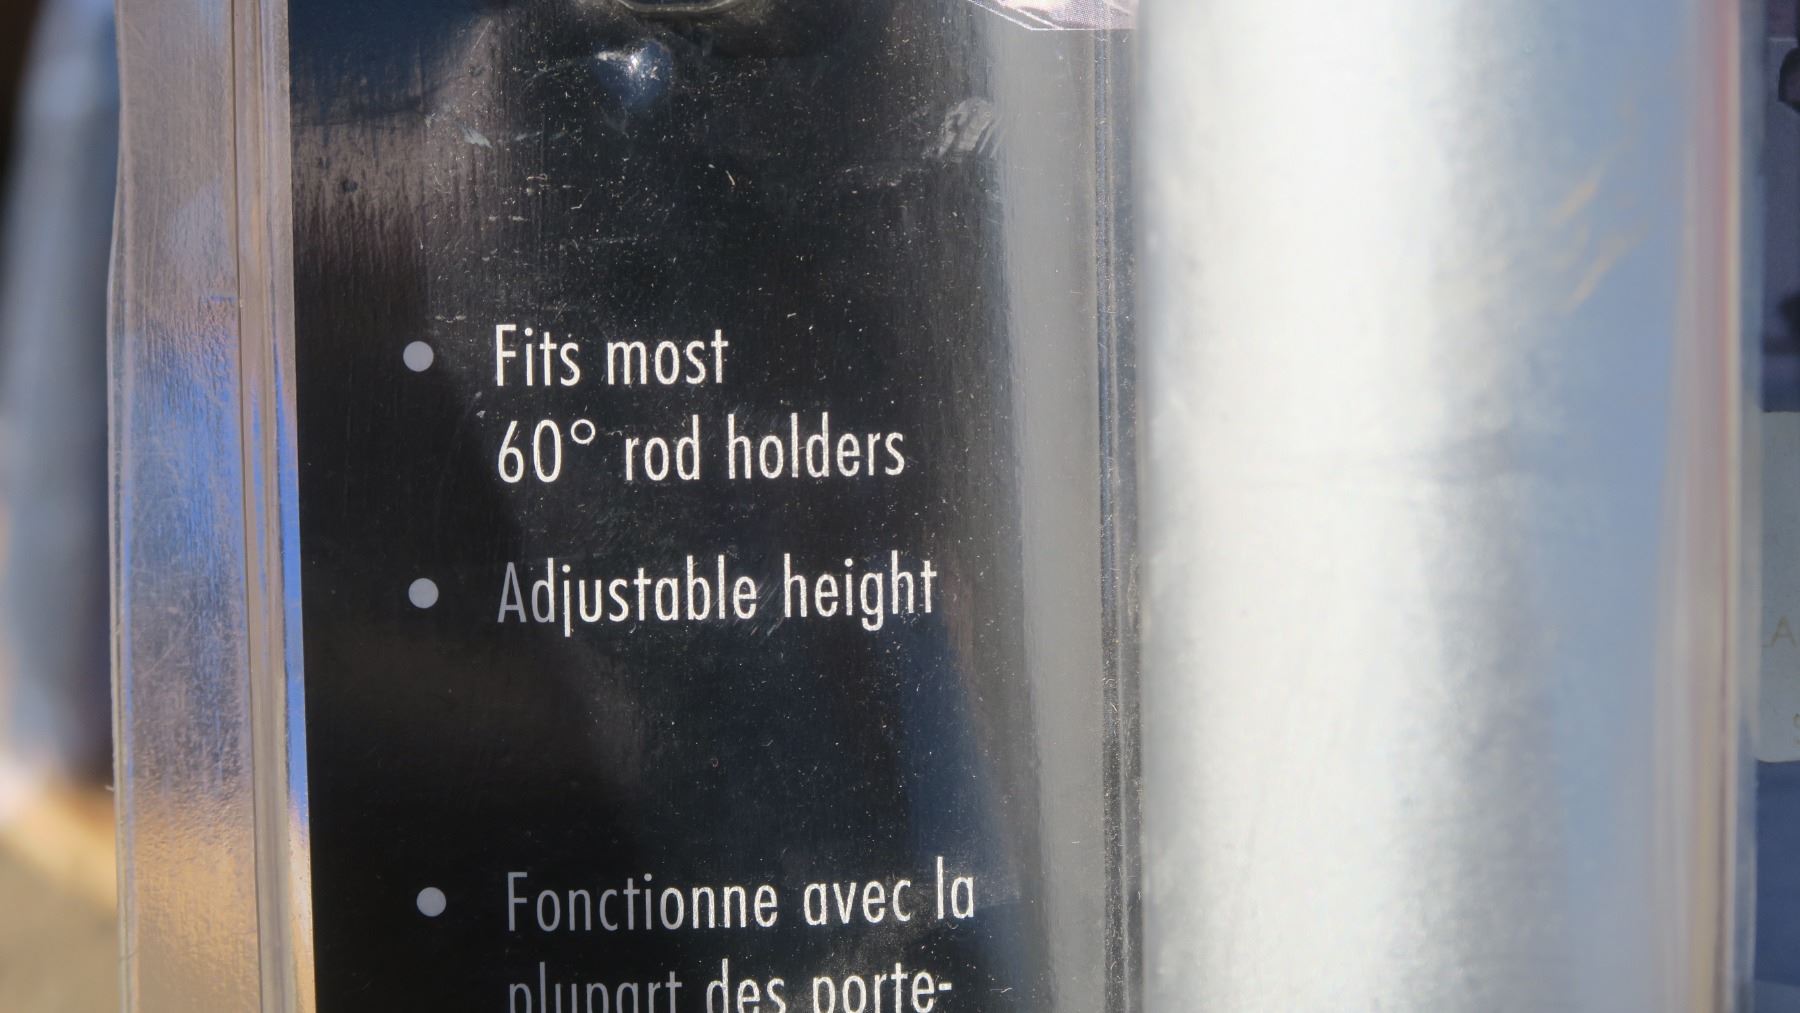 • Fits most
60° rod holders
• Adjustable height
• Fonctionne avec la
plupart des porte-